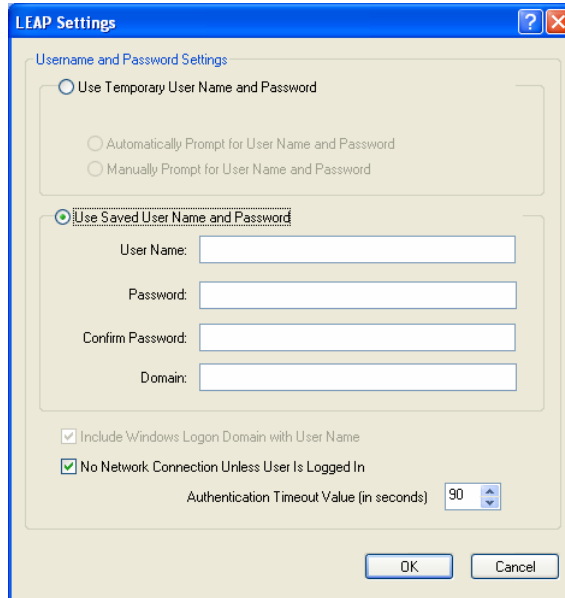 LEAP Settings
Username and Password Settings
Use Temporary User Name and Password
Automatically Prompt for User Name and Password
Manually Prompt for User Name and Password
Use Saved User Name and Password
User Name:
Password:
Confirm Password:
Domain:
Include Windows Logon Domain with User Name
No Network Connection Unless User Is Logged In
Authentication Timeout Value (in seconds) 90
OK Cancel